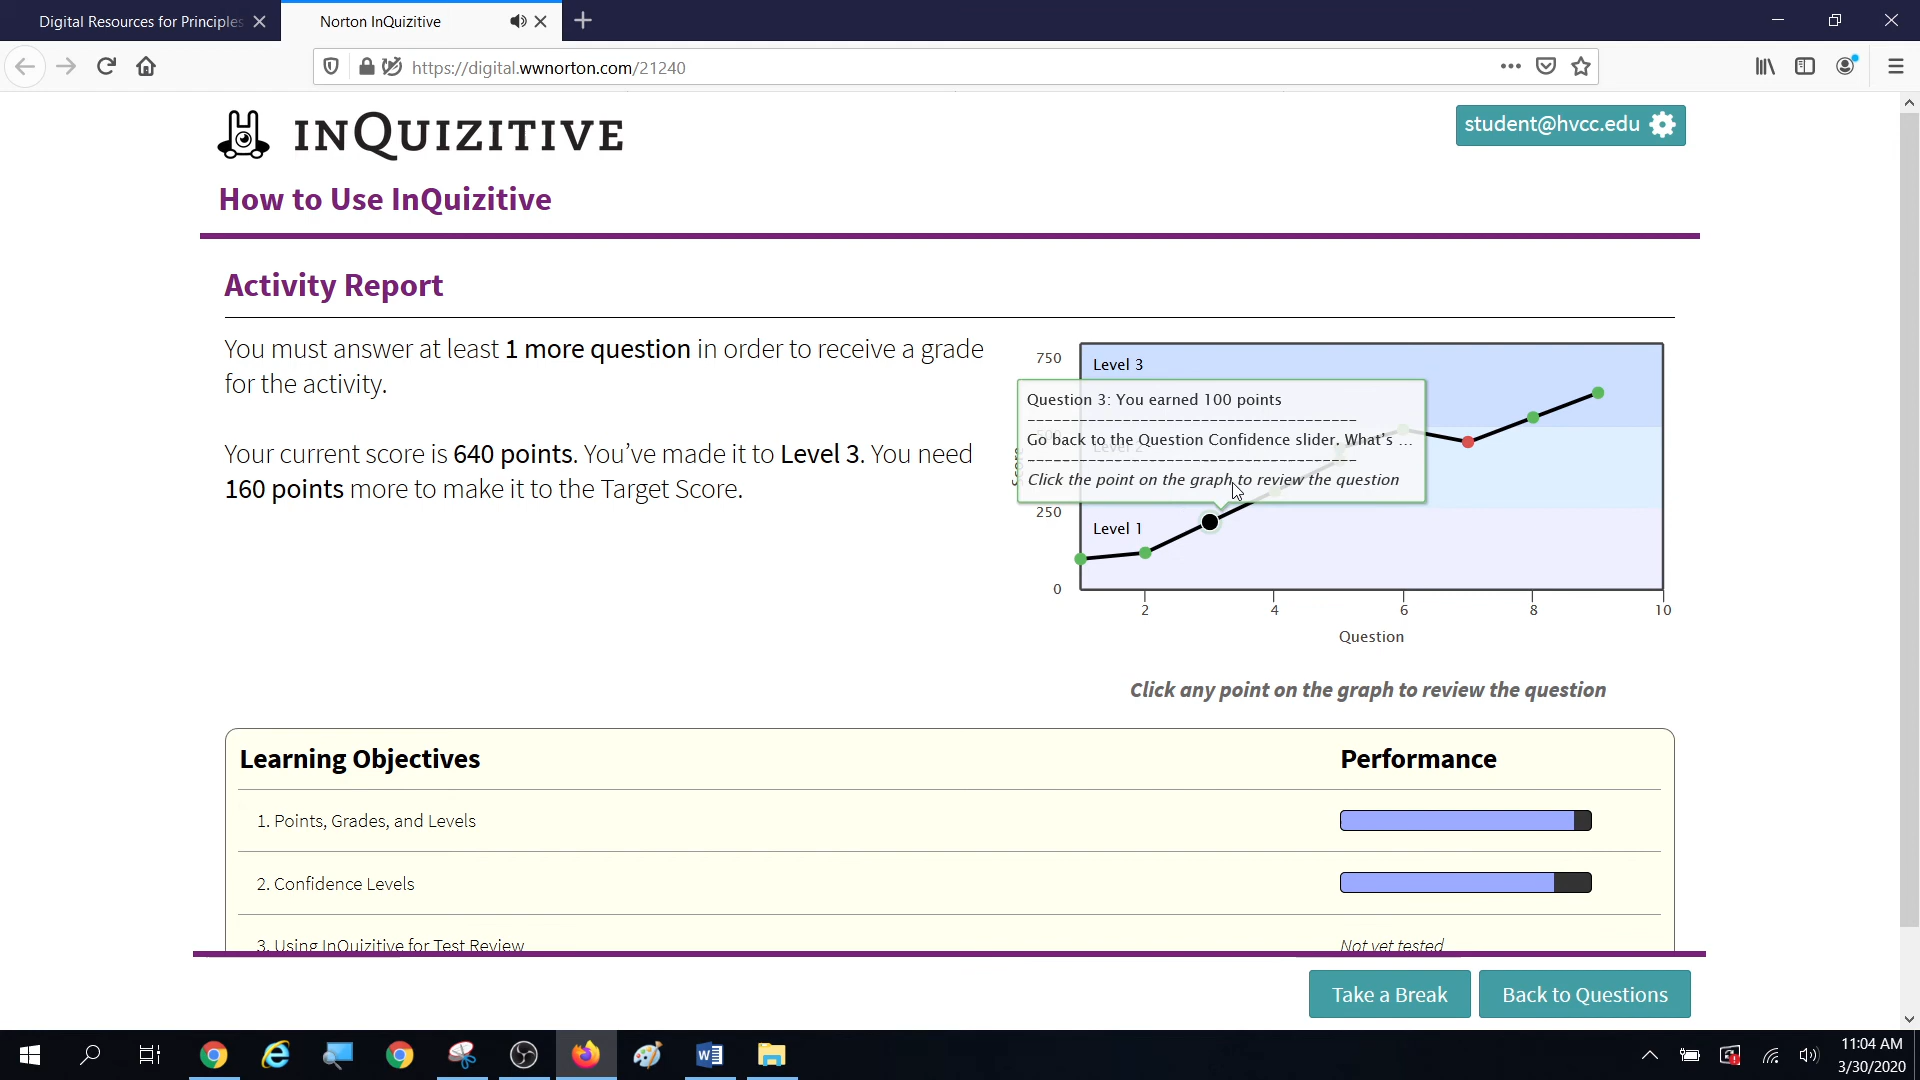 Digital Resources for Principles
Norton InQuizitive
https://digital.wwnorton.com/21240
INQUIZITIVE
student@hvcc.edu
How to Use InQuizitive
Activity Report
You must answer at least 1 more question in order to receive a grade
for the activity.
Your current score is 640 points. You've made it to Level 3. You need
160 points more to make it to the Target Score.
750
Level 3
Question 3: You earned 100 points
500
Go back to the Question Confidence slider. What's ...
Level 2
Score
Click the point on the graph to review the question
250
Level 1
0
2 4 6 8 10
Question
Click any point on the graph to review the question
Learning Objectives Performance
1. Points, Grades, and Levels
2. Confidence Levels
3. Using InQuizitive for Test Review Not yet tested
Take a Break
Back to Questions
11:04 AM
3/30/2020